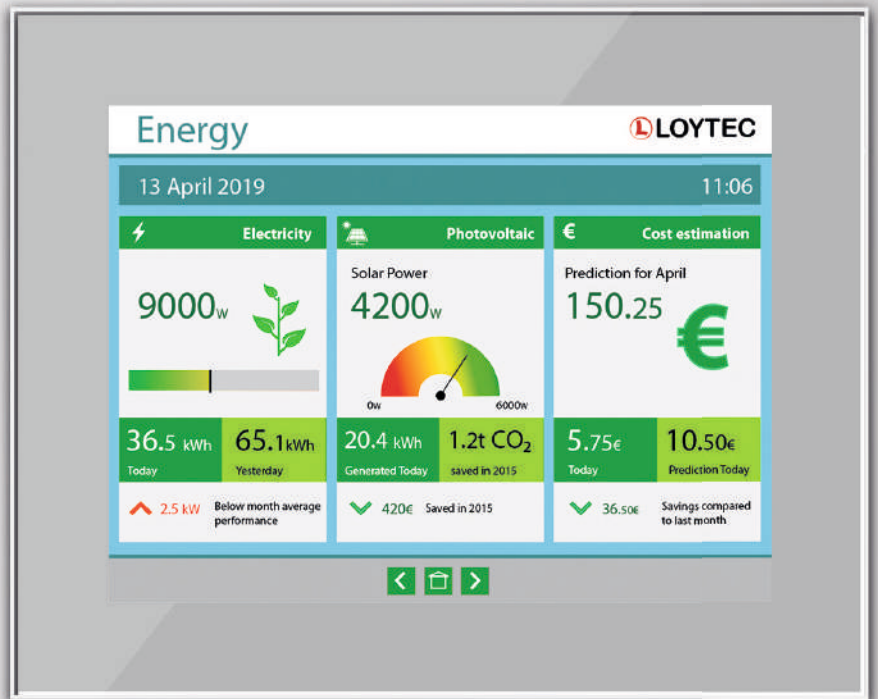 Energy
LOYTEC
13 April 2019
11:06
Electricity
9000w
36.5 kWh
Today
65.1kWh
Yesterday
2.5 kW
Below month average
performance
Photovoltaic
Solar Power
4200w
0w
6000w
20.4 kWh
Generated Today
1.2t CO₂
saved in 2015
420€
Saved in 2015
€
Cost estimation
Prediction for April
150.25
€
5.75€
Today
10.50€
Prediction Today
36.50€
Savings compared
to last month